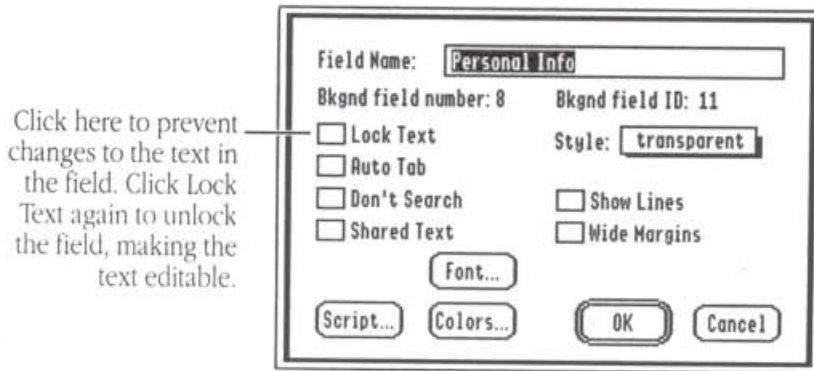 Click here to prevent
changes to the text in
the field. Click Lock
Text again to unlock
the field, making the
text editable.
Field Name: Personal Info
Bkgnd field number: 8 Bkgnd field ID: 11
Lock Text Style: transparent
Auto Tab
Don't Search Show Lines
Shared Text Wide Margins
Font...
Script... Colors... OK Cancel